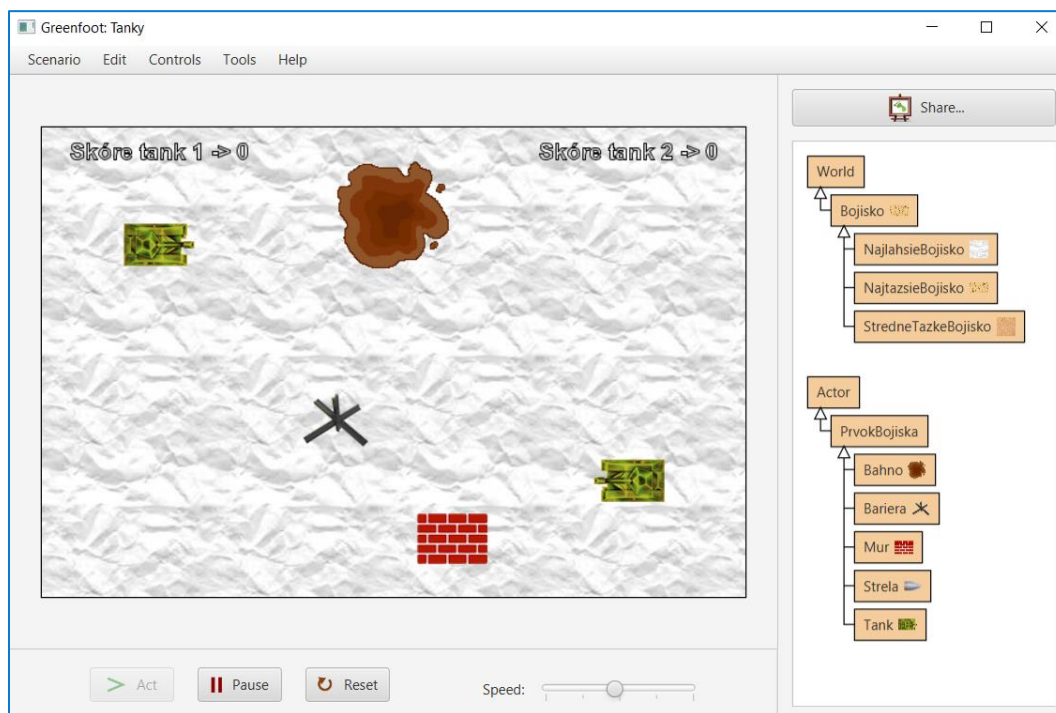 Greenfoot: Tanky
Scenario Edit Controls Tools Help
Share...
Skóre tank 1 -> 0 Skóre tank 2 -> 0
World
Bojisko
NajlahsieBojisko
NajtazsieBojisko
StredneTazkeBojisko
Actor
PrvokBojiska
Bahno
Bariera
Mur
Strela
Tank
Act Pause Reset Speed: